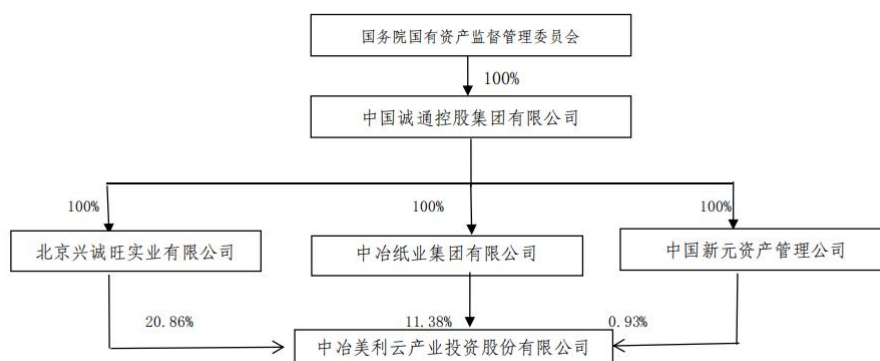 国务院国有资产监督管理委员会
100%
中国诚通控股集团有限公司
100%
100%
100%
北京兴诚旺实业有限公司
中冶纸业集团有限公司
中国新元资产管理公司
20.86%
11.38%
0.93%
中冶美利云产业投资股份有限公司